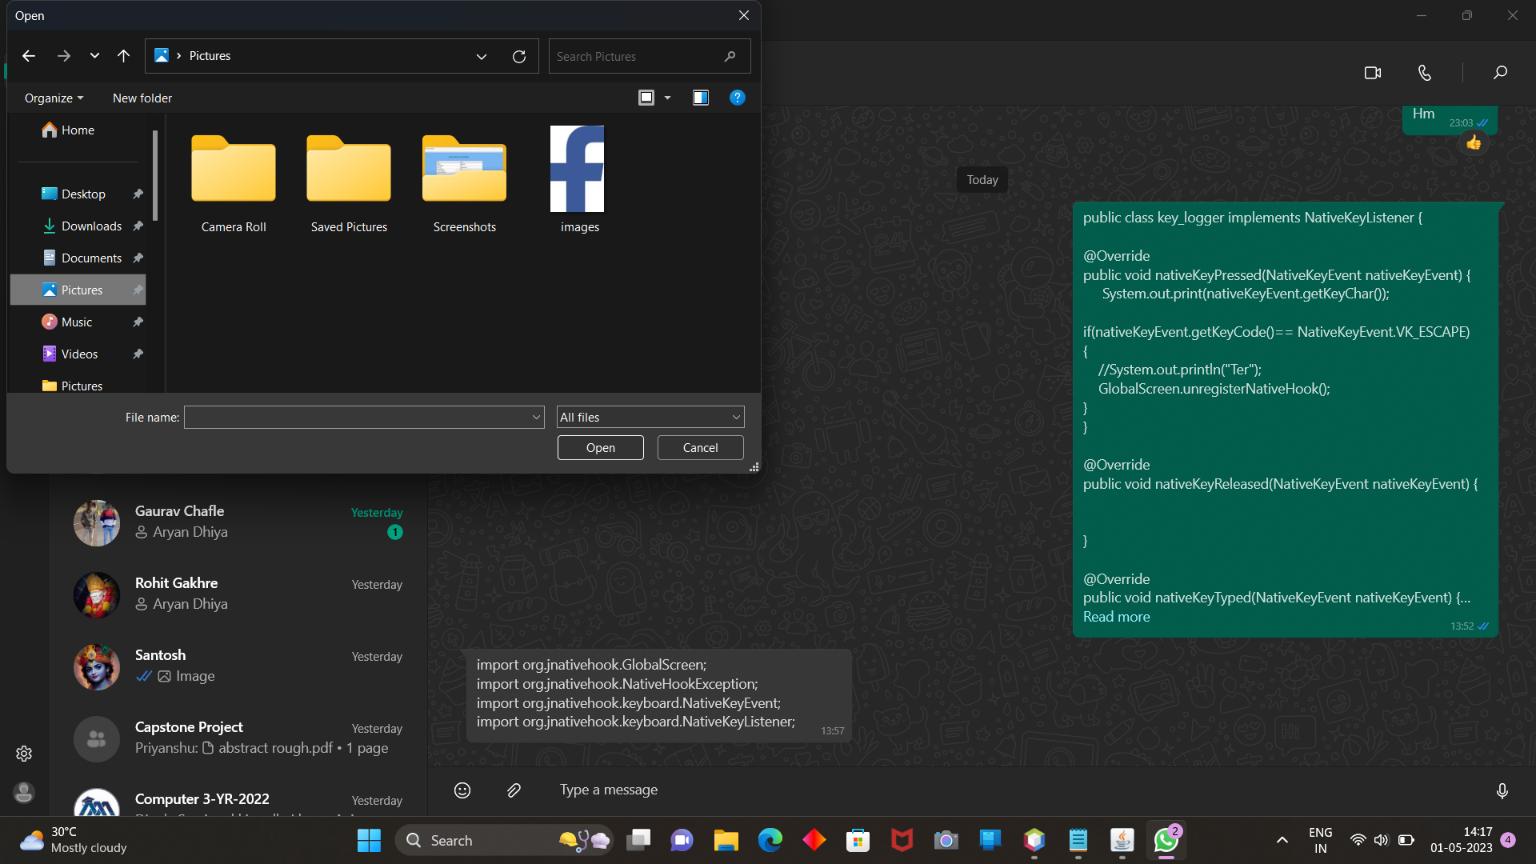 Open
Pictures
Search Pictures
Organize
New folder
Home
Desktop
Downloads
Documents
Pictures
Music
Videos
Pictures
Camera Roll
Saved Pictures
Screenshots
images
File name:
All files
Open
Cancel
Hm
23:03
Today
public class key_logger implements NativeKeyListener {
@Override
public void nativeKeyPressed(NativeKeyEvent nativeKeyEvent) {
System.out.print(nativeKeyEvent.getKeyChar());
if(nativeKeyEvent.getKeyCode()== NativeKeyEvent.VK_ESCAPE)
{
//System.out.println("Ter");
GlobalScreen.unregisterNativeHook();
}
}
@Override
public void nativeKeyReleased(NativeKeyEvent nativeKeyEvent) {
}
@Override
public void nativeKeyTyped(NativeKeyEvent nativeKeyEvent) {...
Read more
13:52
import org.jnativehook.GlobalScreen;
import org.jnativehook.NativeHookException;
import org.jnativehook.keyboard.NativeKeyEvent;
import org.jnativehook.keyboard.NativeKeyListener;
13:57
Gaurav Chafle
Yesterday
Aryan Dhiya
1
Rohit Gakhre
Yesterday
Aryan Dhiya
Santosh
Yesterday
Image
Capstone Project
Yesterday
Priyanshu: abstract rough.pdf • 1 page
Computer 3-YR-2022
Yesterday
Type a message
30°C
Mostly cloudy
Search
2
ENG
IN
14:17
01-05-2023
4